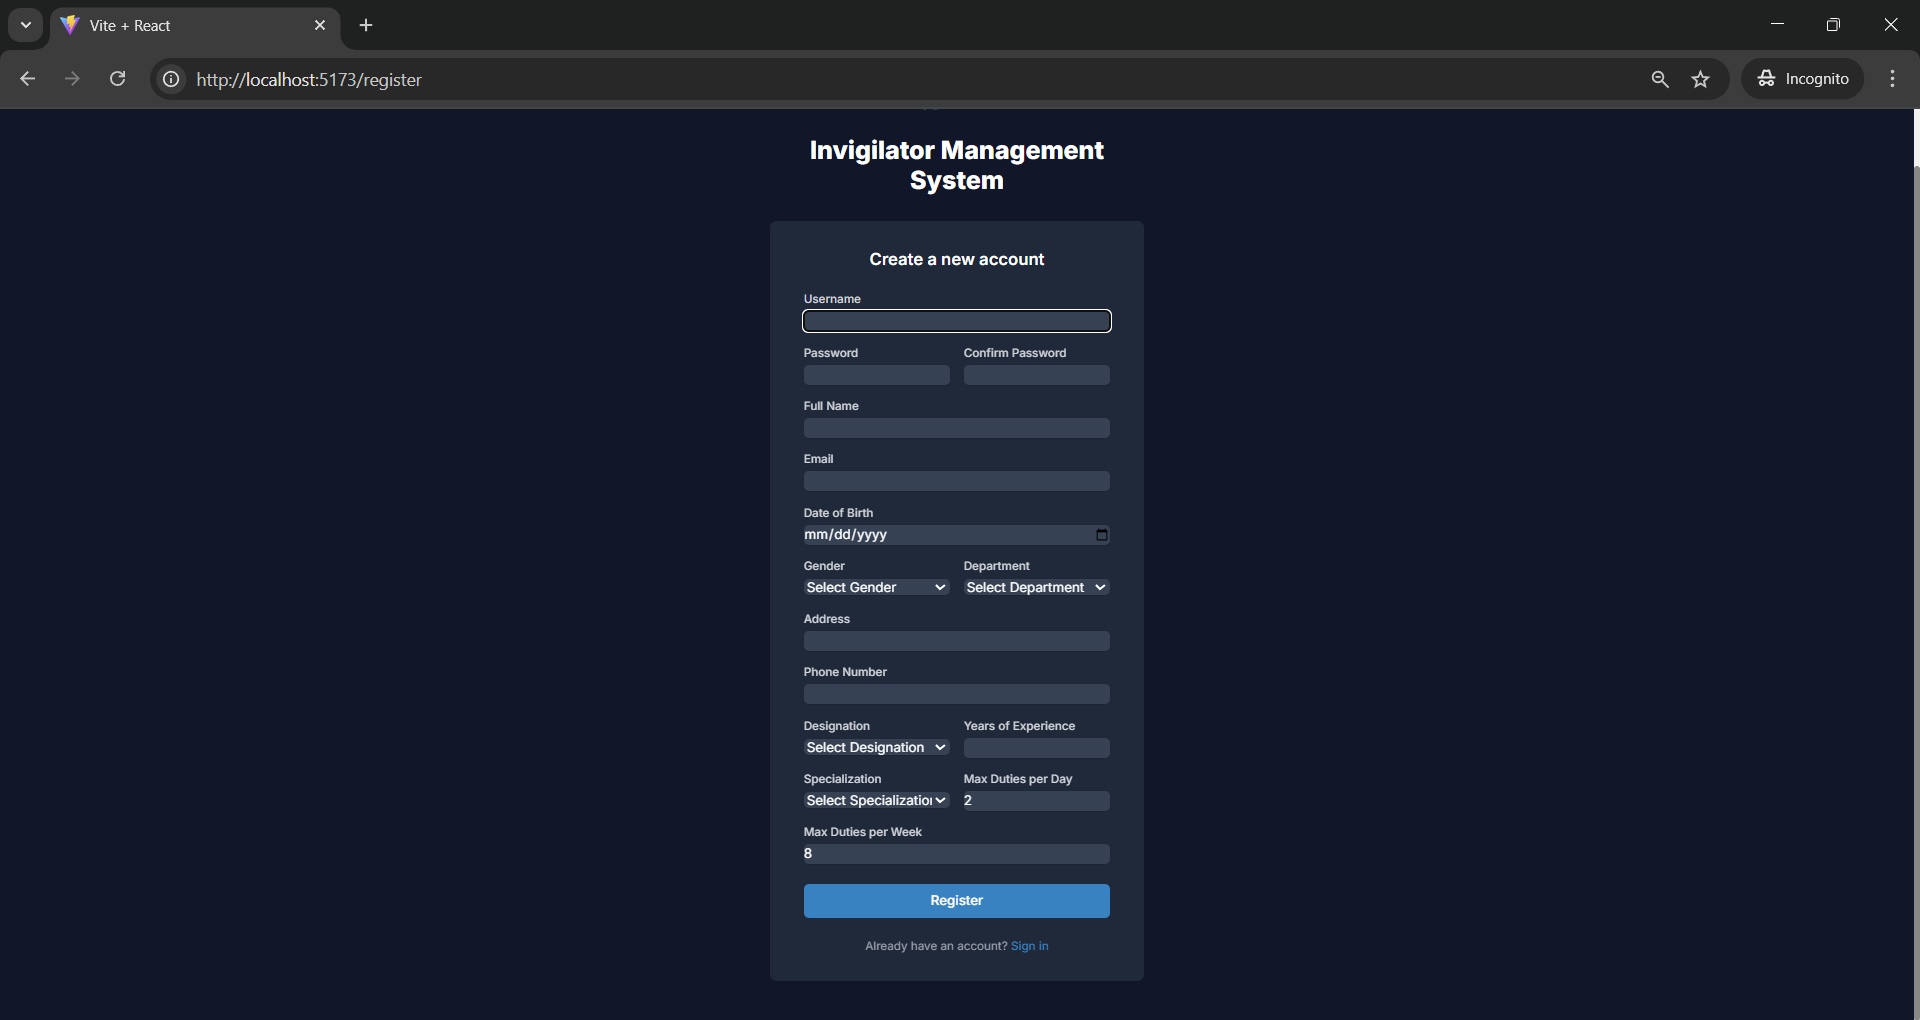 Vite + React
http://localhost:5173/register
Incognito
Invigilator Management
System
Create a new account
Username
Password Confirm Password
Full Name
Email
Date of Birth
mm/dd/yyyy
Gender Department
Select Gender Select Department
Address
Phone Number
Designation Years of Experience
Select Designation
Specialization Max Duties per Day
Select Specialization 2
Max Duties per Week
8
Register
Already have an account? Sign in